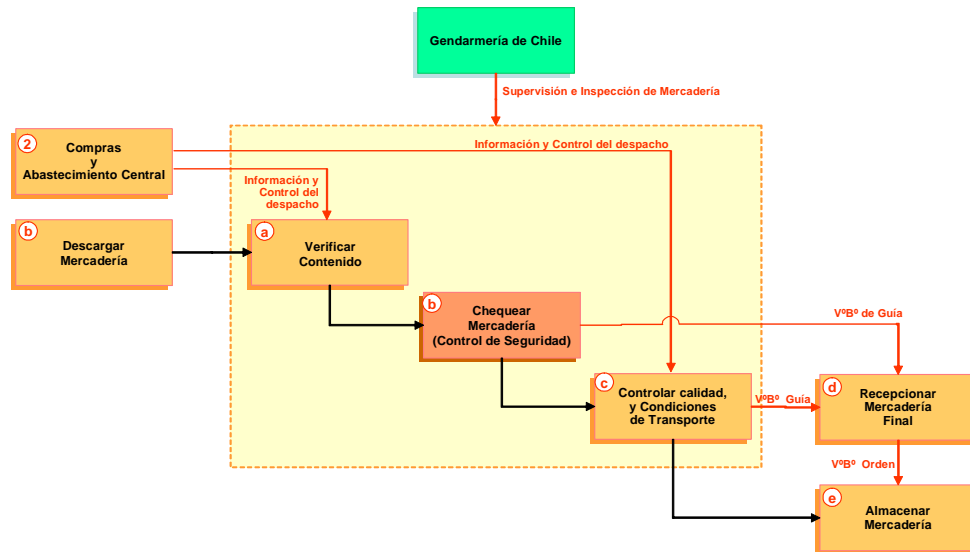 Gendarmería de Chile
Supervisión e Inspección de Mercadería
2
Compras
y
Abastecimiento Central
Información y Control del despacho
Información y
Control del
despacho
b
Descargar
Mercadería
a
Verificar
Contenido
b
Chequear
Mercadería
(Control de Seguridad)
VºBº de Guía
c
Controlar calidad,
y Condiciones
de Transporte
VºBº Guía
d
Recepcionar
Mercadería
Final
VºBº Orden
e
Almacenar
Mercadería